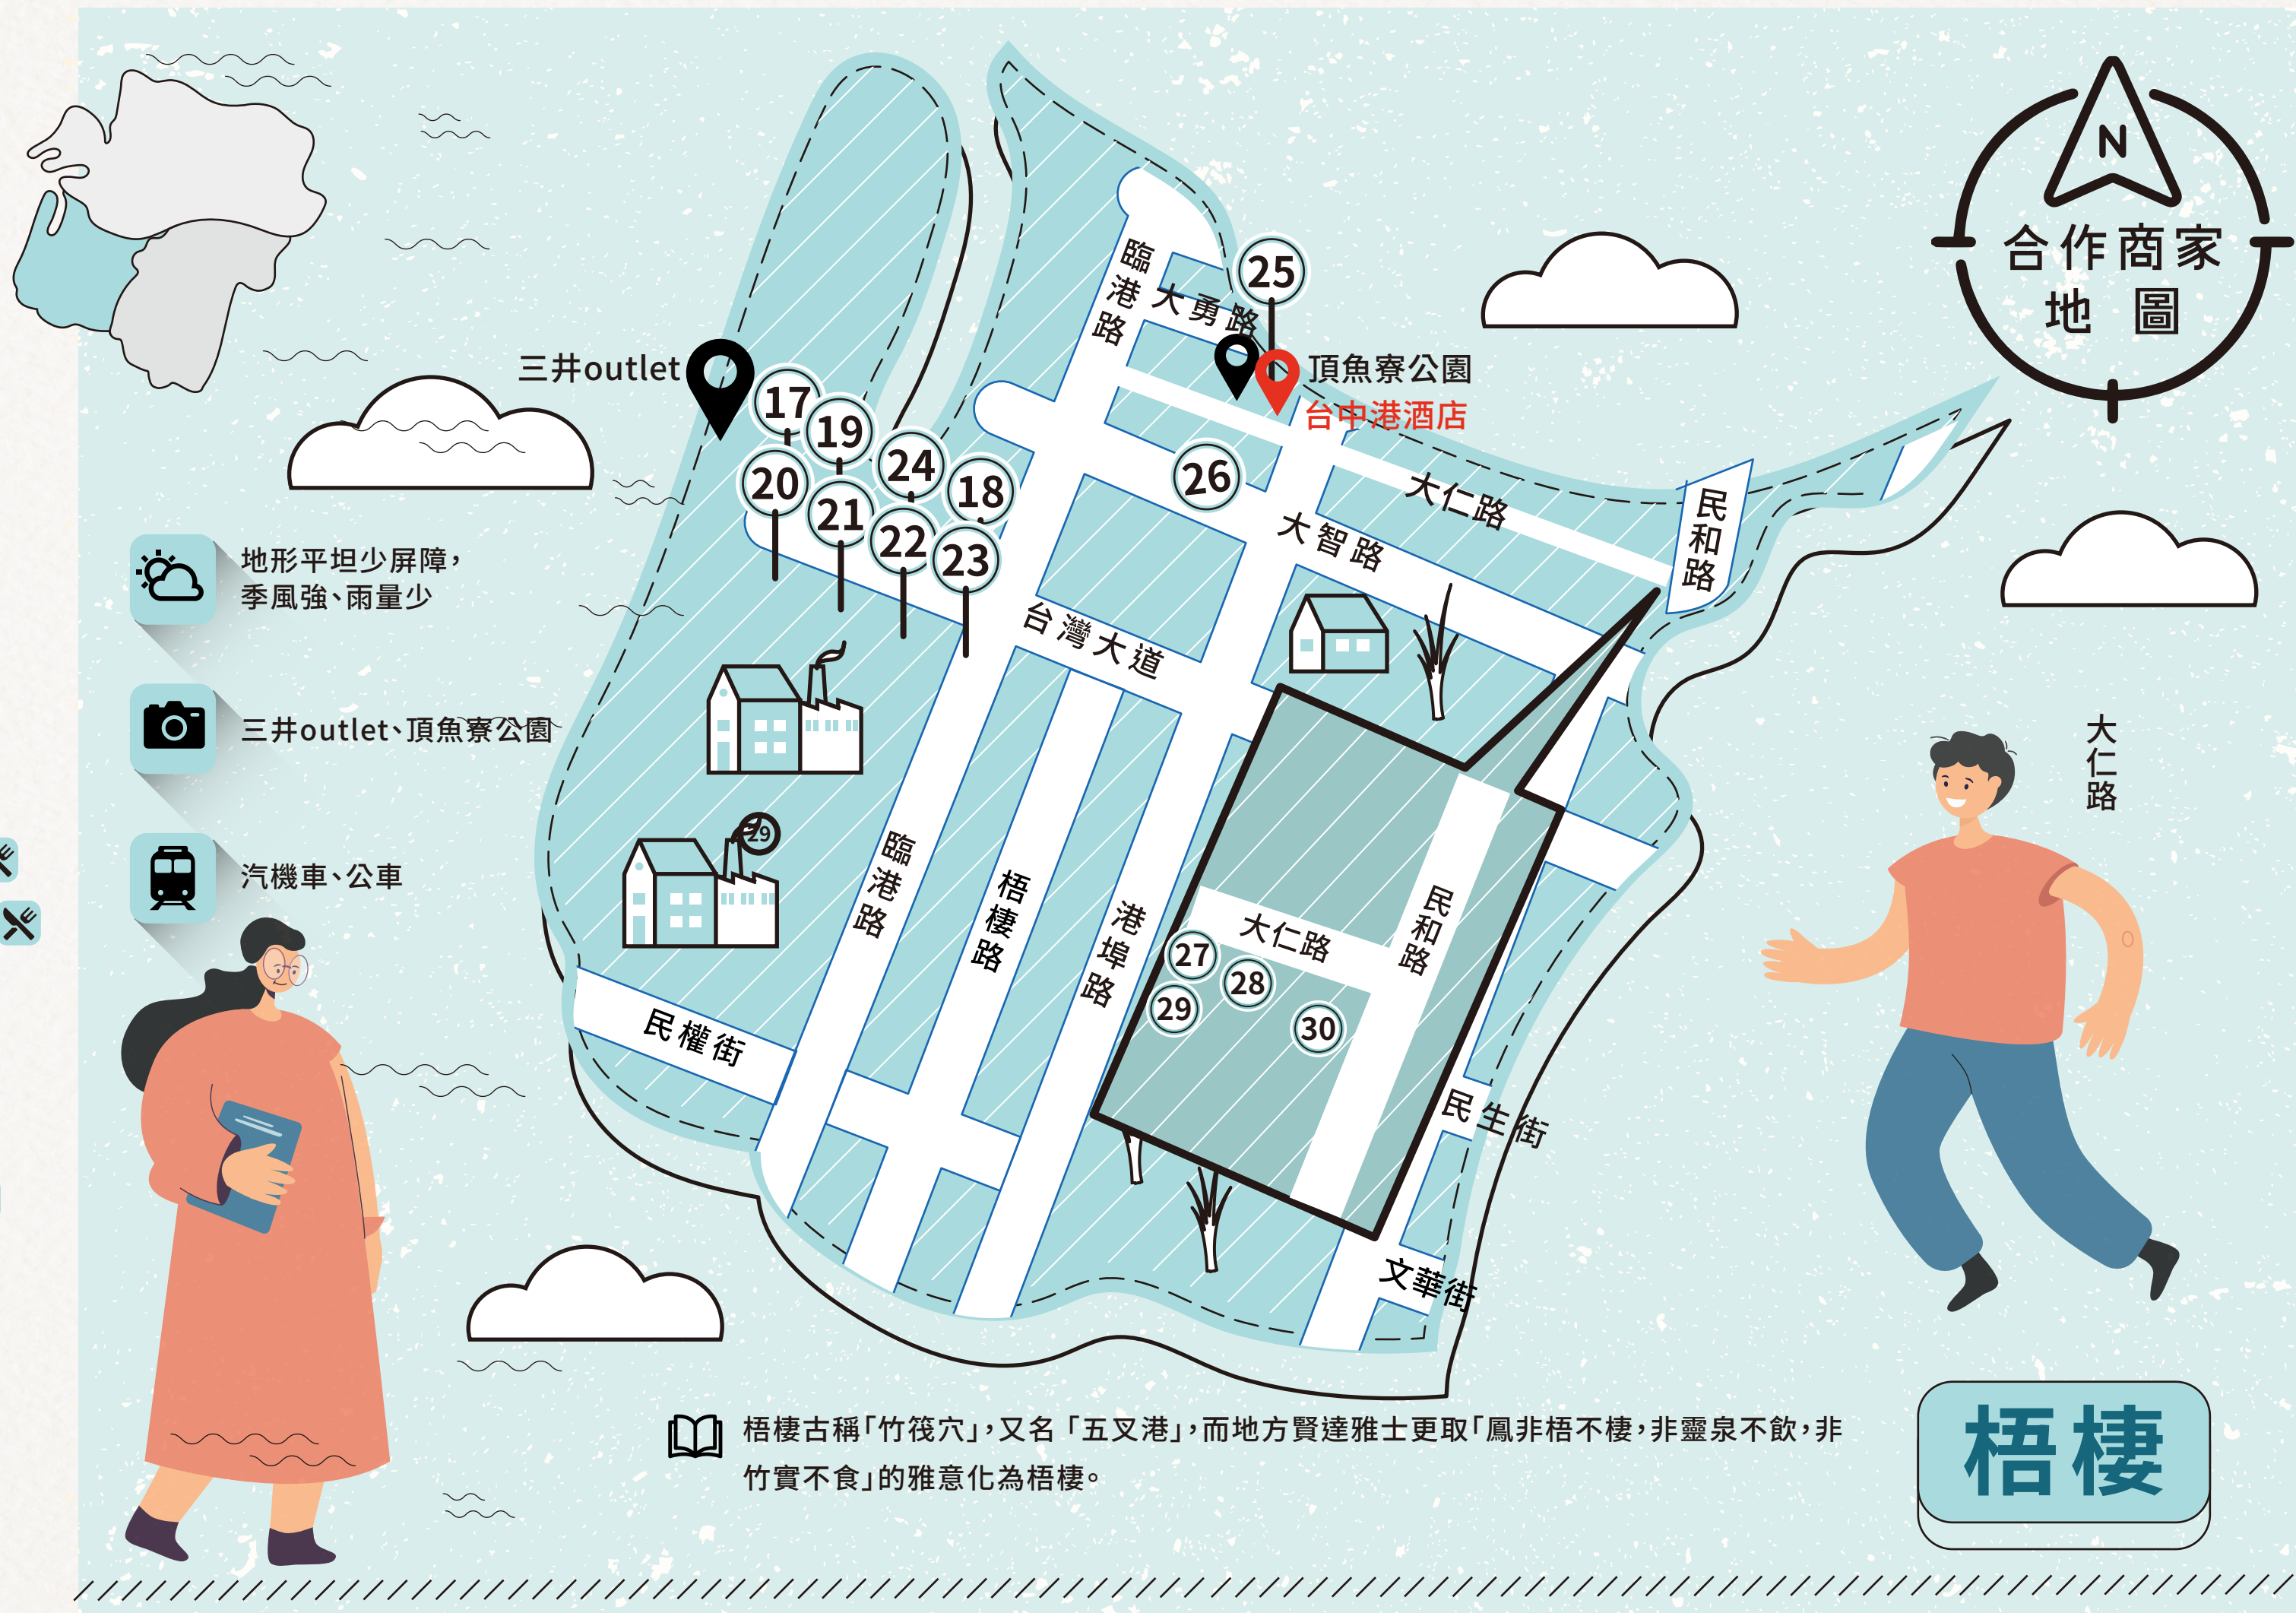 N
合作商家
地圖
臨港路
大勇路
25
三井outlet
頂魚寮公園
台中港酒店
17
19
24
18
20
21
22
23
26
大仁路
民和路
大智路
地形平坦少屏障，
季風強、雨量少
台灣大道
三井outlet、頂魚寮公園
大仁路
29
汽機車、公車
臨港路
梧棲路
港埠路
大仁路
民和路
27
28
29
30
民權街
民生街
文華街
梧棲古稱「竹筏穴」，又名「五叉港」，而地方賢達雅士更取「鳳非梧不棲，非靈泉不飲，非
竹實不食」的雅意化為梧棲。
梧棲